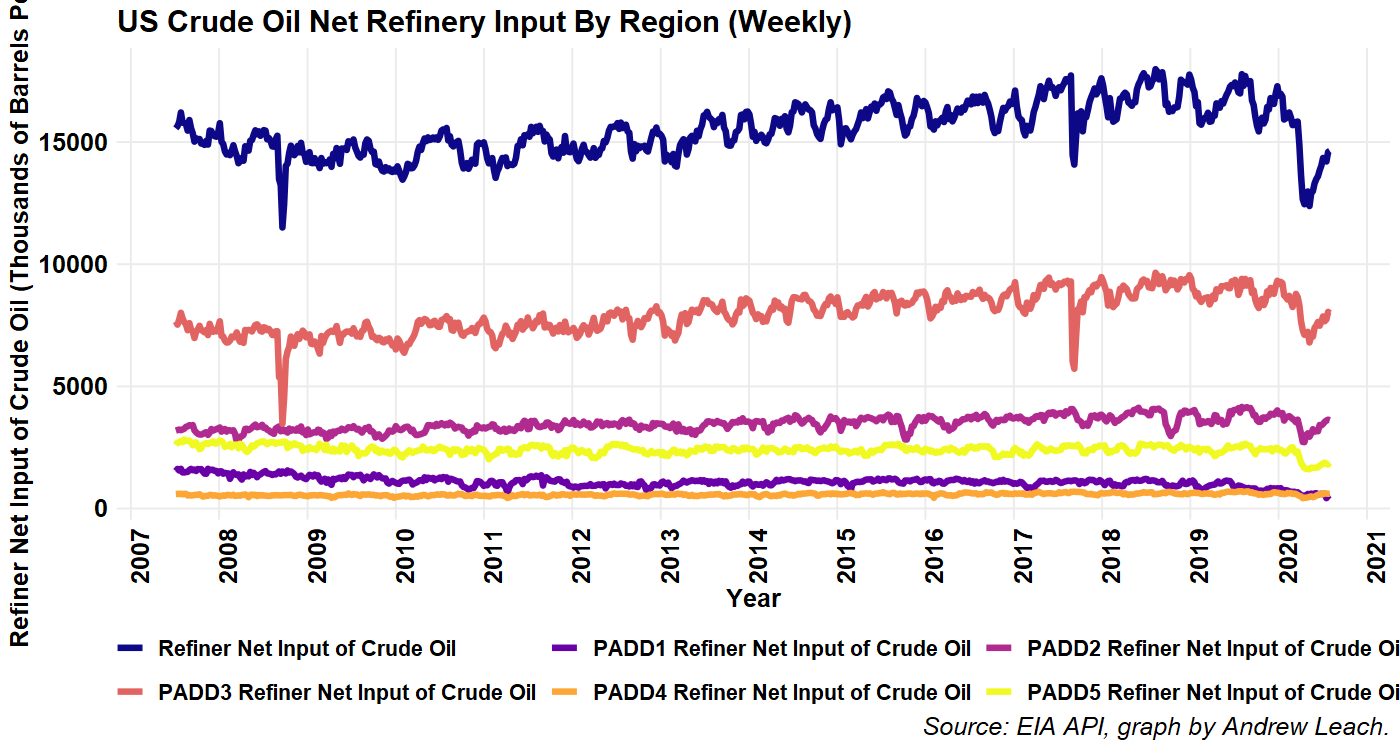 US Crude Oil Net Refinery Input By Region (Weekly)
Refiner Net Input of Crude Oil (Thousands of Barrels Pe
15000
10000
5000
0
2007 2008 2009 2010 2011 2012 2013 2014 2015 2016 2017 2018 2019 2020 2021
Year
Refiner Net Input of Crude Oil PADD1 Refiner Net Input of Crude Oil PADD2 Refiner Net Input of Crude Oi
PADD3 Refiner Net Input of Crude Oil PADD4 Refiner Net Input of Crude Oil PADD5 Refiner Net Input of Crude Oi
Source: EIA API, graph by Andrew Leach.